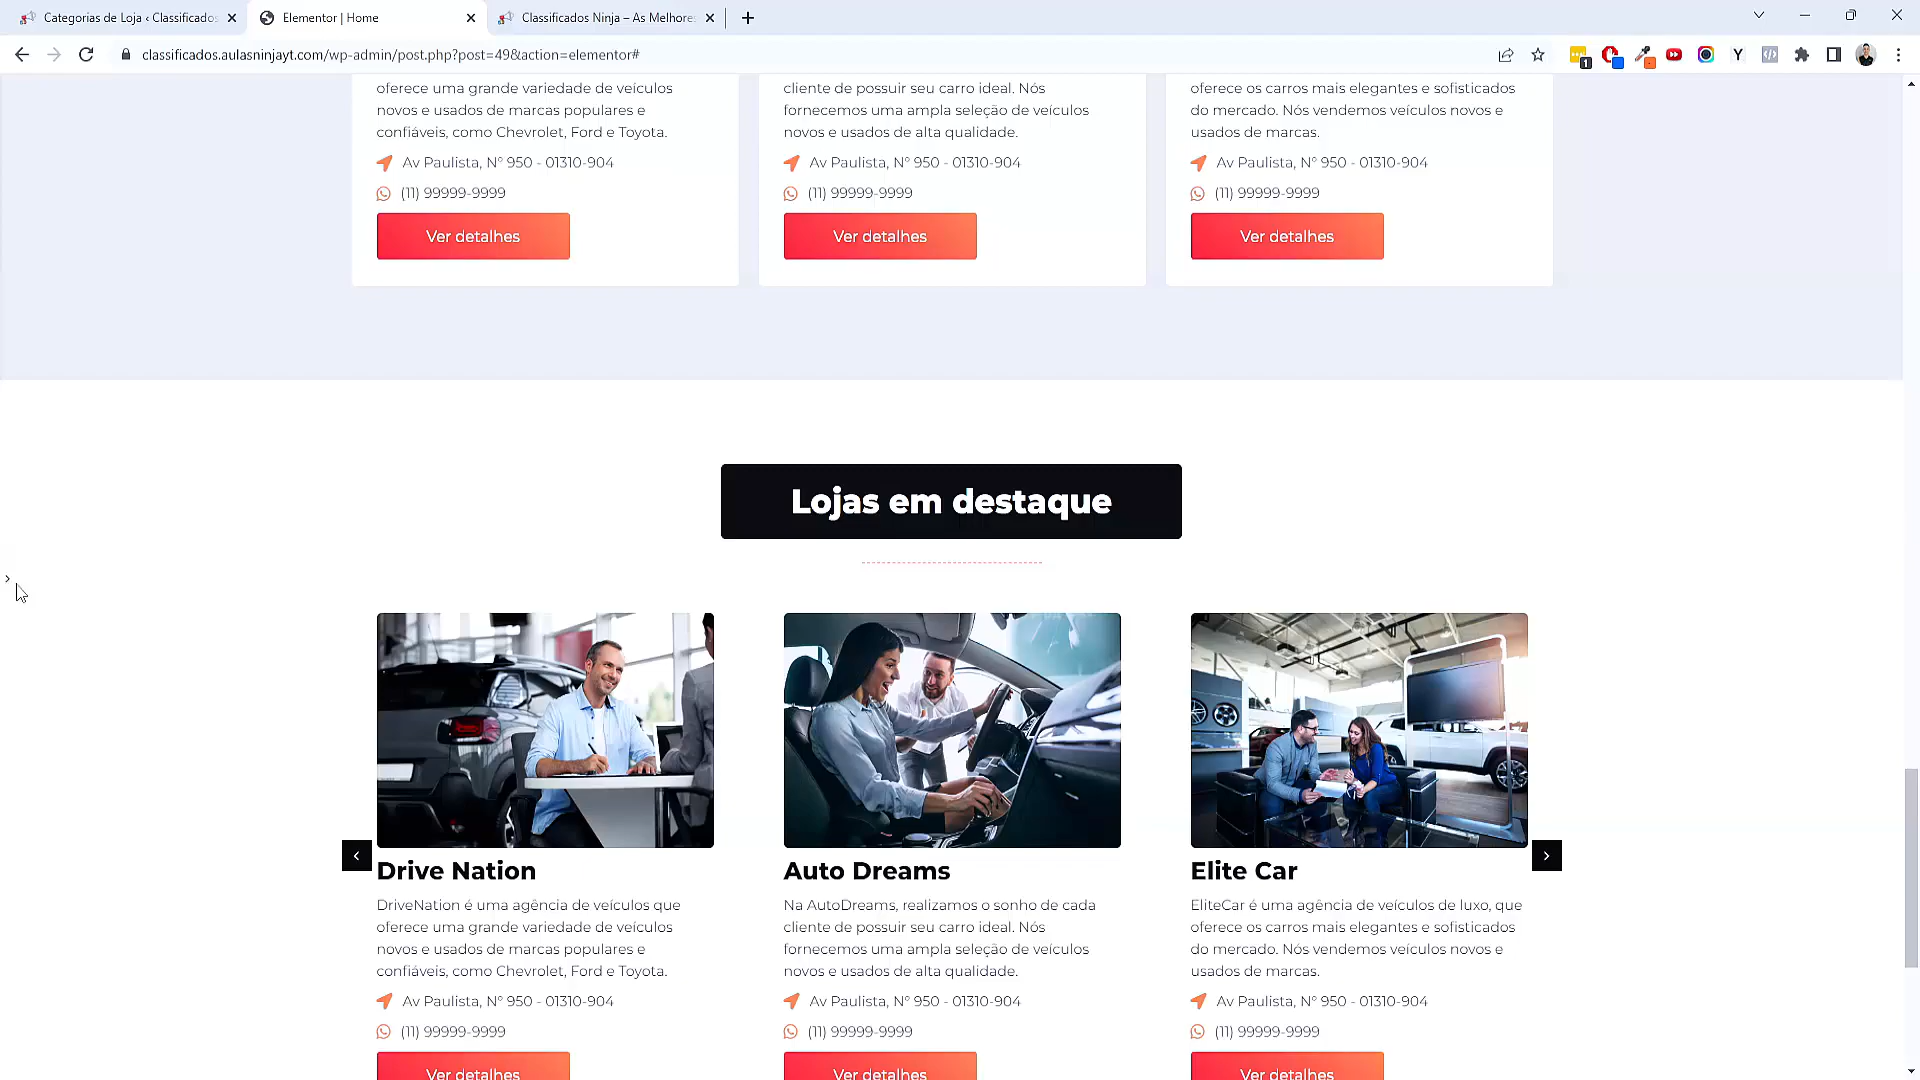 Categorias de Loja ‹ Classificados
Elementor | Home
Classificados Ninja – As Melhores
classificados.aulasninjayt.com/wp-admin/post.php?post=49&action=elementor#
1
Y
oferece uma grande variedade de veículos
novos e usados de marcas populares e
confiáveis, como Chevrolet, Ford e Toyota.
Av Paulista, N° 950 - 01310-904
(11) 99999-9999
Ver detalhes
cliente de possuir seu carro ideal. Nós
fornecemos uma ampla seleção de veículos
novos e usados de alta qualidade.
Av Paulista, N° 950 - 01310-904
(11) 99999-9999
Ver detalhes
oferece os carros mais elegantes e sofisticados
do mercado. Nós vendemos veículos novos e
usados de marcas.
Av Paulista, N° 950 - 01310-904
(11) 99999-9999
Ver detalhes
Lojas em destaque
Drive Nation
DriveNation é uma agência de veículos que
oferece uma grande variedade de veículos
novos e usados de marcas populares e
confiáveis, como Chevrolet, Ford e Toyota.
Av Paulista, N° 950 - 01310-904
(11) 99999-9999
Ver detalhes
Auto Dreams
Na AutoDreams, realizamos o sonho de cada
cliente de possuir seu carro ideal. Nós
fornecemos uma ampla seleção de veículos
novos e usados de alta qualidade.
Av Paulista, N° 950 - 01310-904
(11) 99999-9999
Ver detalhes
Elite Car
EliteCar é uma agência de veículos de luxo, que
oferece os carros mais elegantes e sofisticados
do mercado. Nós vendemos veículos novos e
usados de marcas.
Av Paulista, N° 950 - 01310-904
(11) 99999-9999
Ver detalhes